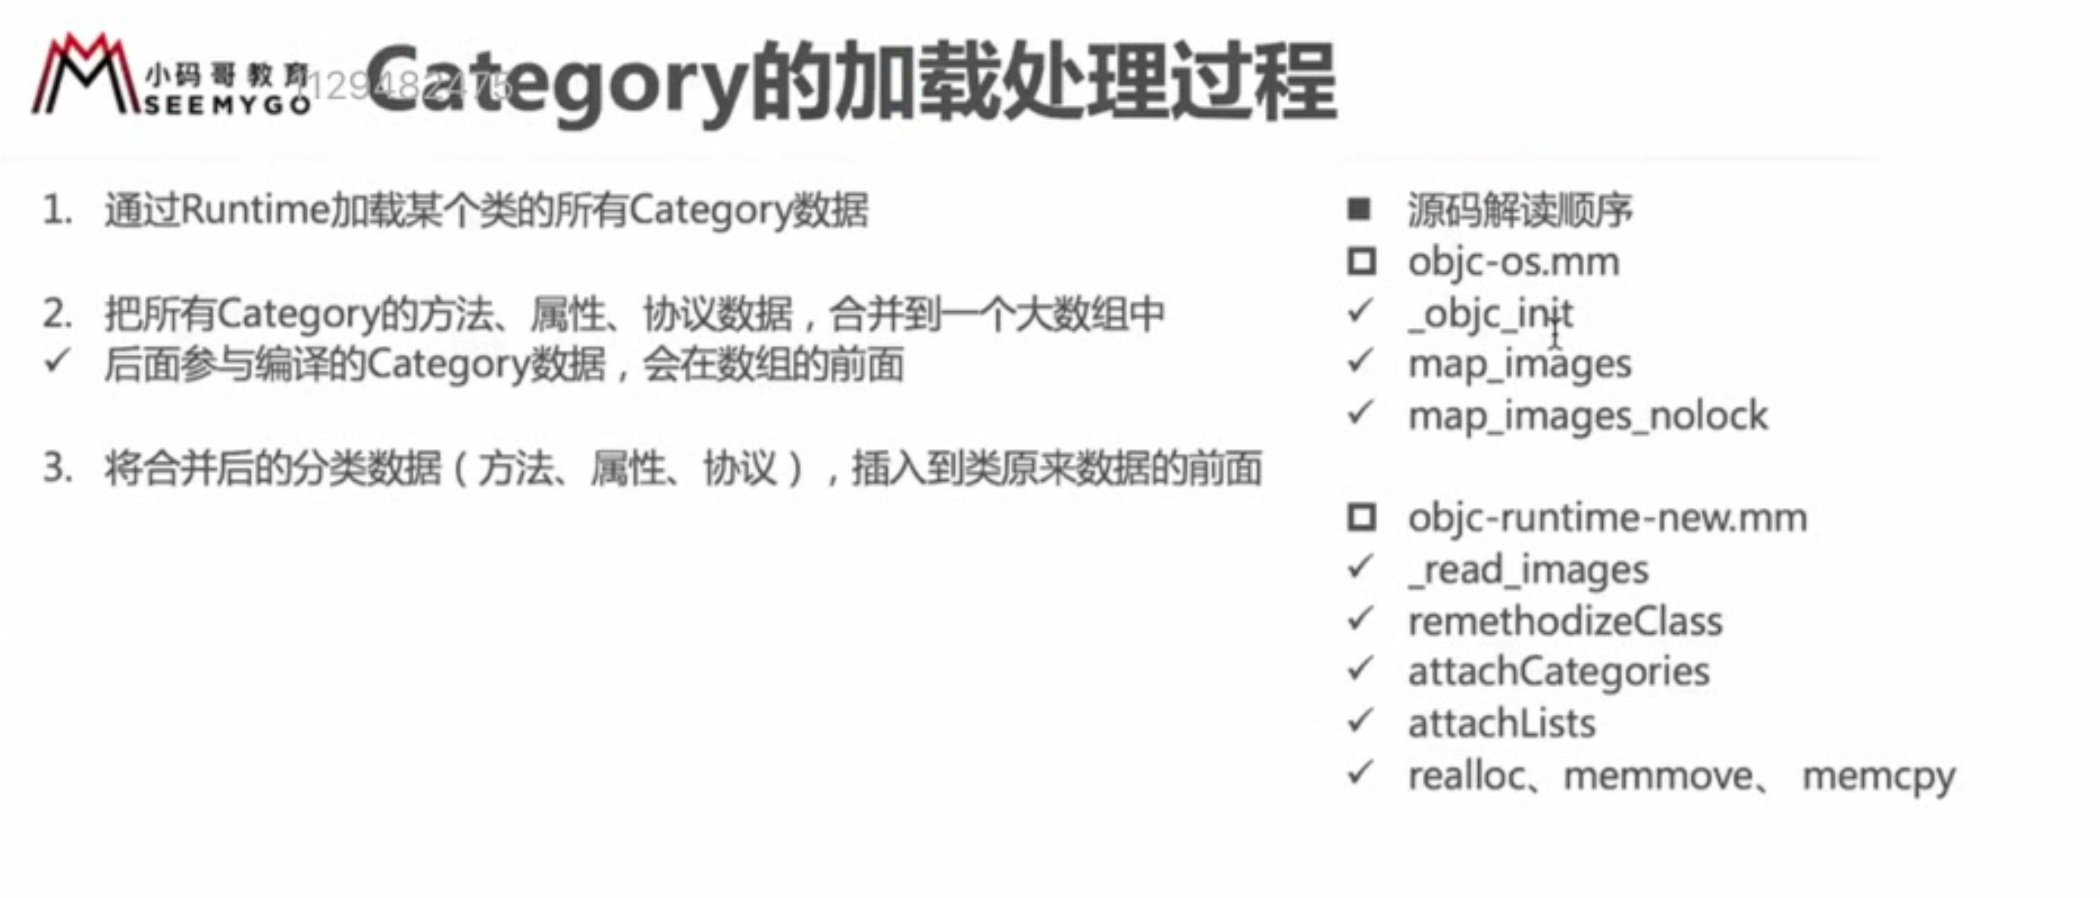 小码哥教育
SEEMYGO
1129482475
Category的加载处理过程
1. 通过Runtime加载某个类的所有Category数据
2. 把所有Category的方法、属性、协议数据，合并到一个大数组中
✓ 后面参与编译的Category数据，会在数组的前面
3. 将合并后的分类数据（方法、属性、协议），插入到类原来数据的前面
■ 源码解读顺序
□ objc-os.mm
✓ _objc_init
✓ map_images
✓ map_images_nolock
□ objc-runtime-new.mm
✓ _read_images
✓ remethodizeClass
✓ attachCategories
✓ attachLists
✓ realloc、memmove、 memcpy